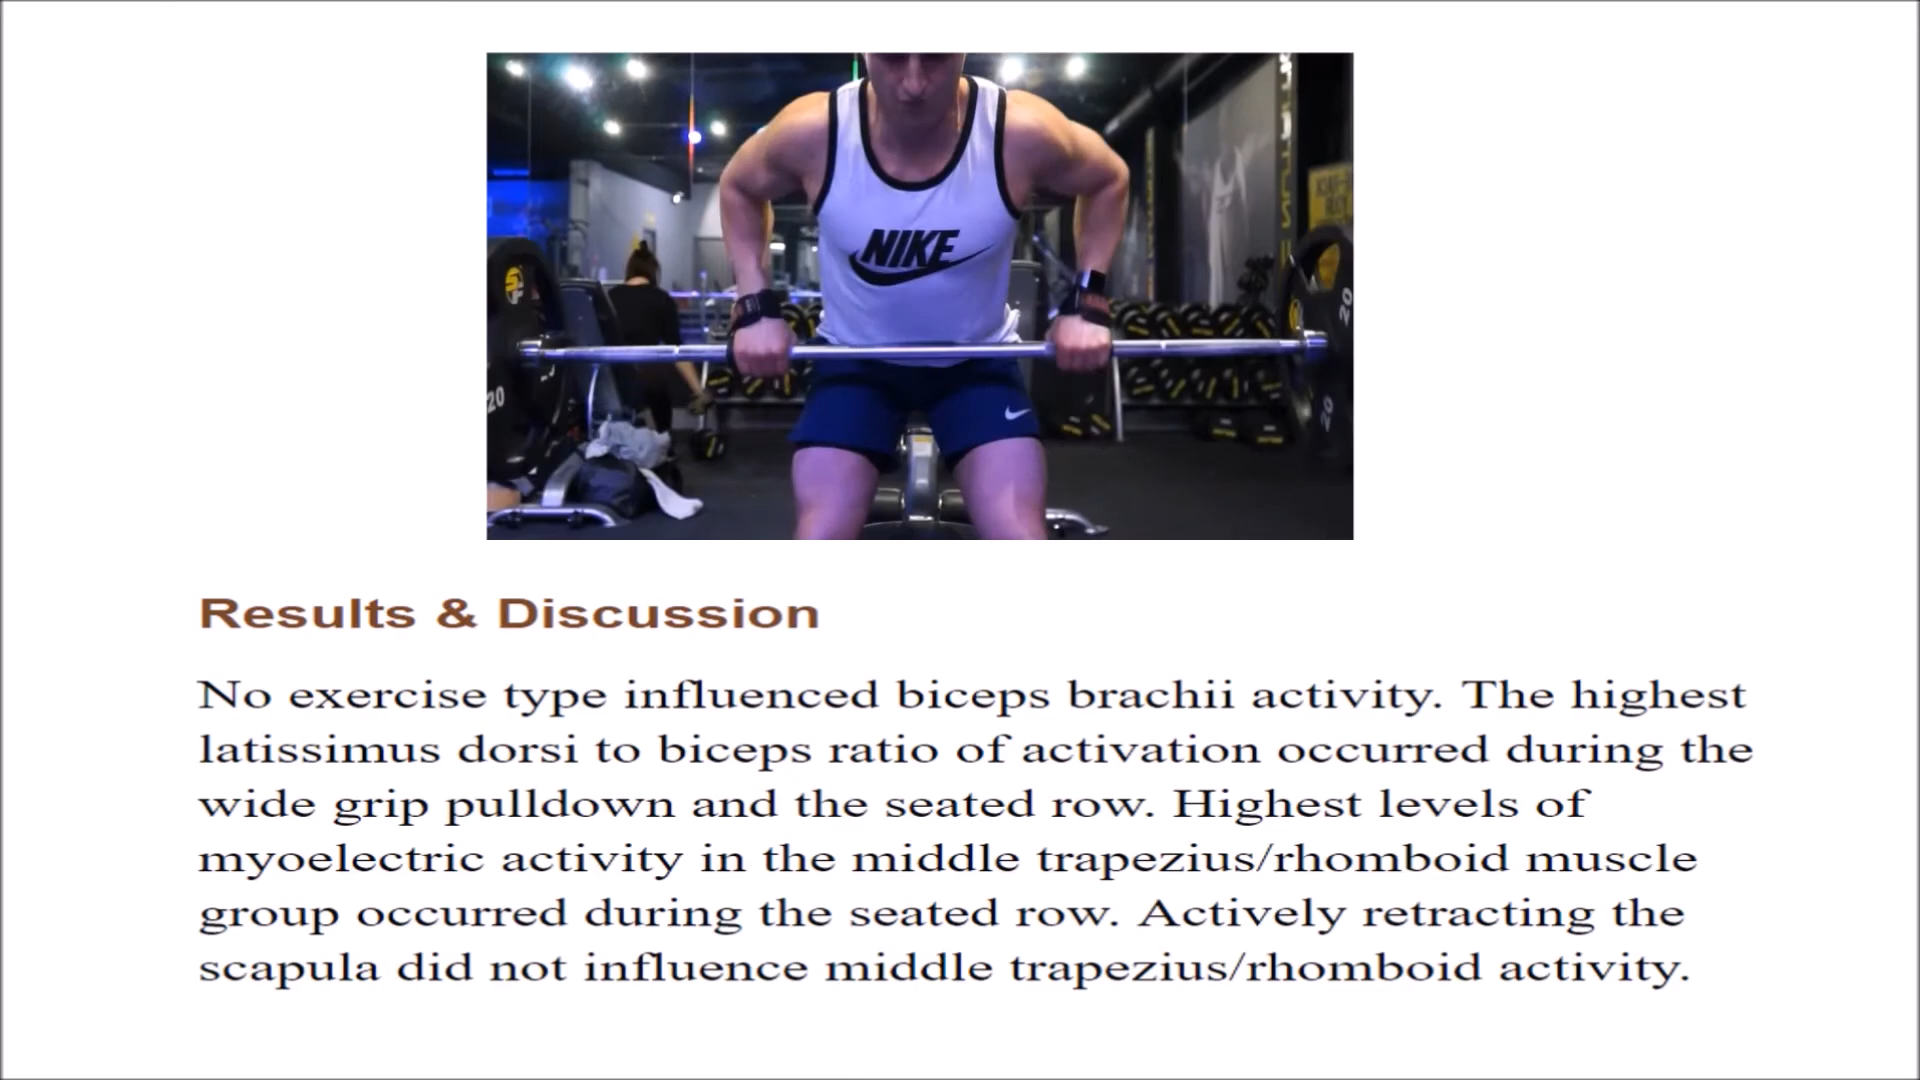 NIKE
20
20
20
Results & Discussion
No exercise type influenced biceps brachii activity. The highest
latissimus dorsi to biceps ratio of activation occurred during the
wide grip pulldown and the seated row. Highest levels of
myoelectric activity in the middle trapezius/rhomboid muscle
group occurred during the seated row. Actively retracting the
scapula did not influence middle trapezius/rhomboid activity.